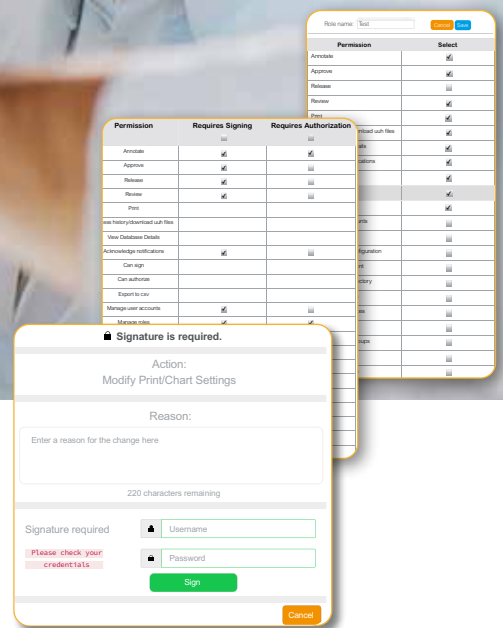 Role name: Test Cancel Save
Permission Select
Annotate
Approve
Release
Review
Print
nload uuh files
ails
cations
nts
figuration
nt
ctory
ess
oups
Permission Requires Signing Requires Authorization
Annotate
Approve
Release
Review
Print
ess history/download uuh files
View Database Details
Acknowledge notifications
Can sign
Can authorize
Export to csv
Manage user accounts
Manage roles
Signature is required.
Action:
Modify Print/Chart Settings
Reason:
Enter a reason for the change here
220 characters remaining
Signature required Username
Please check your
credentials Password
Sign
Cancel